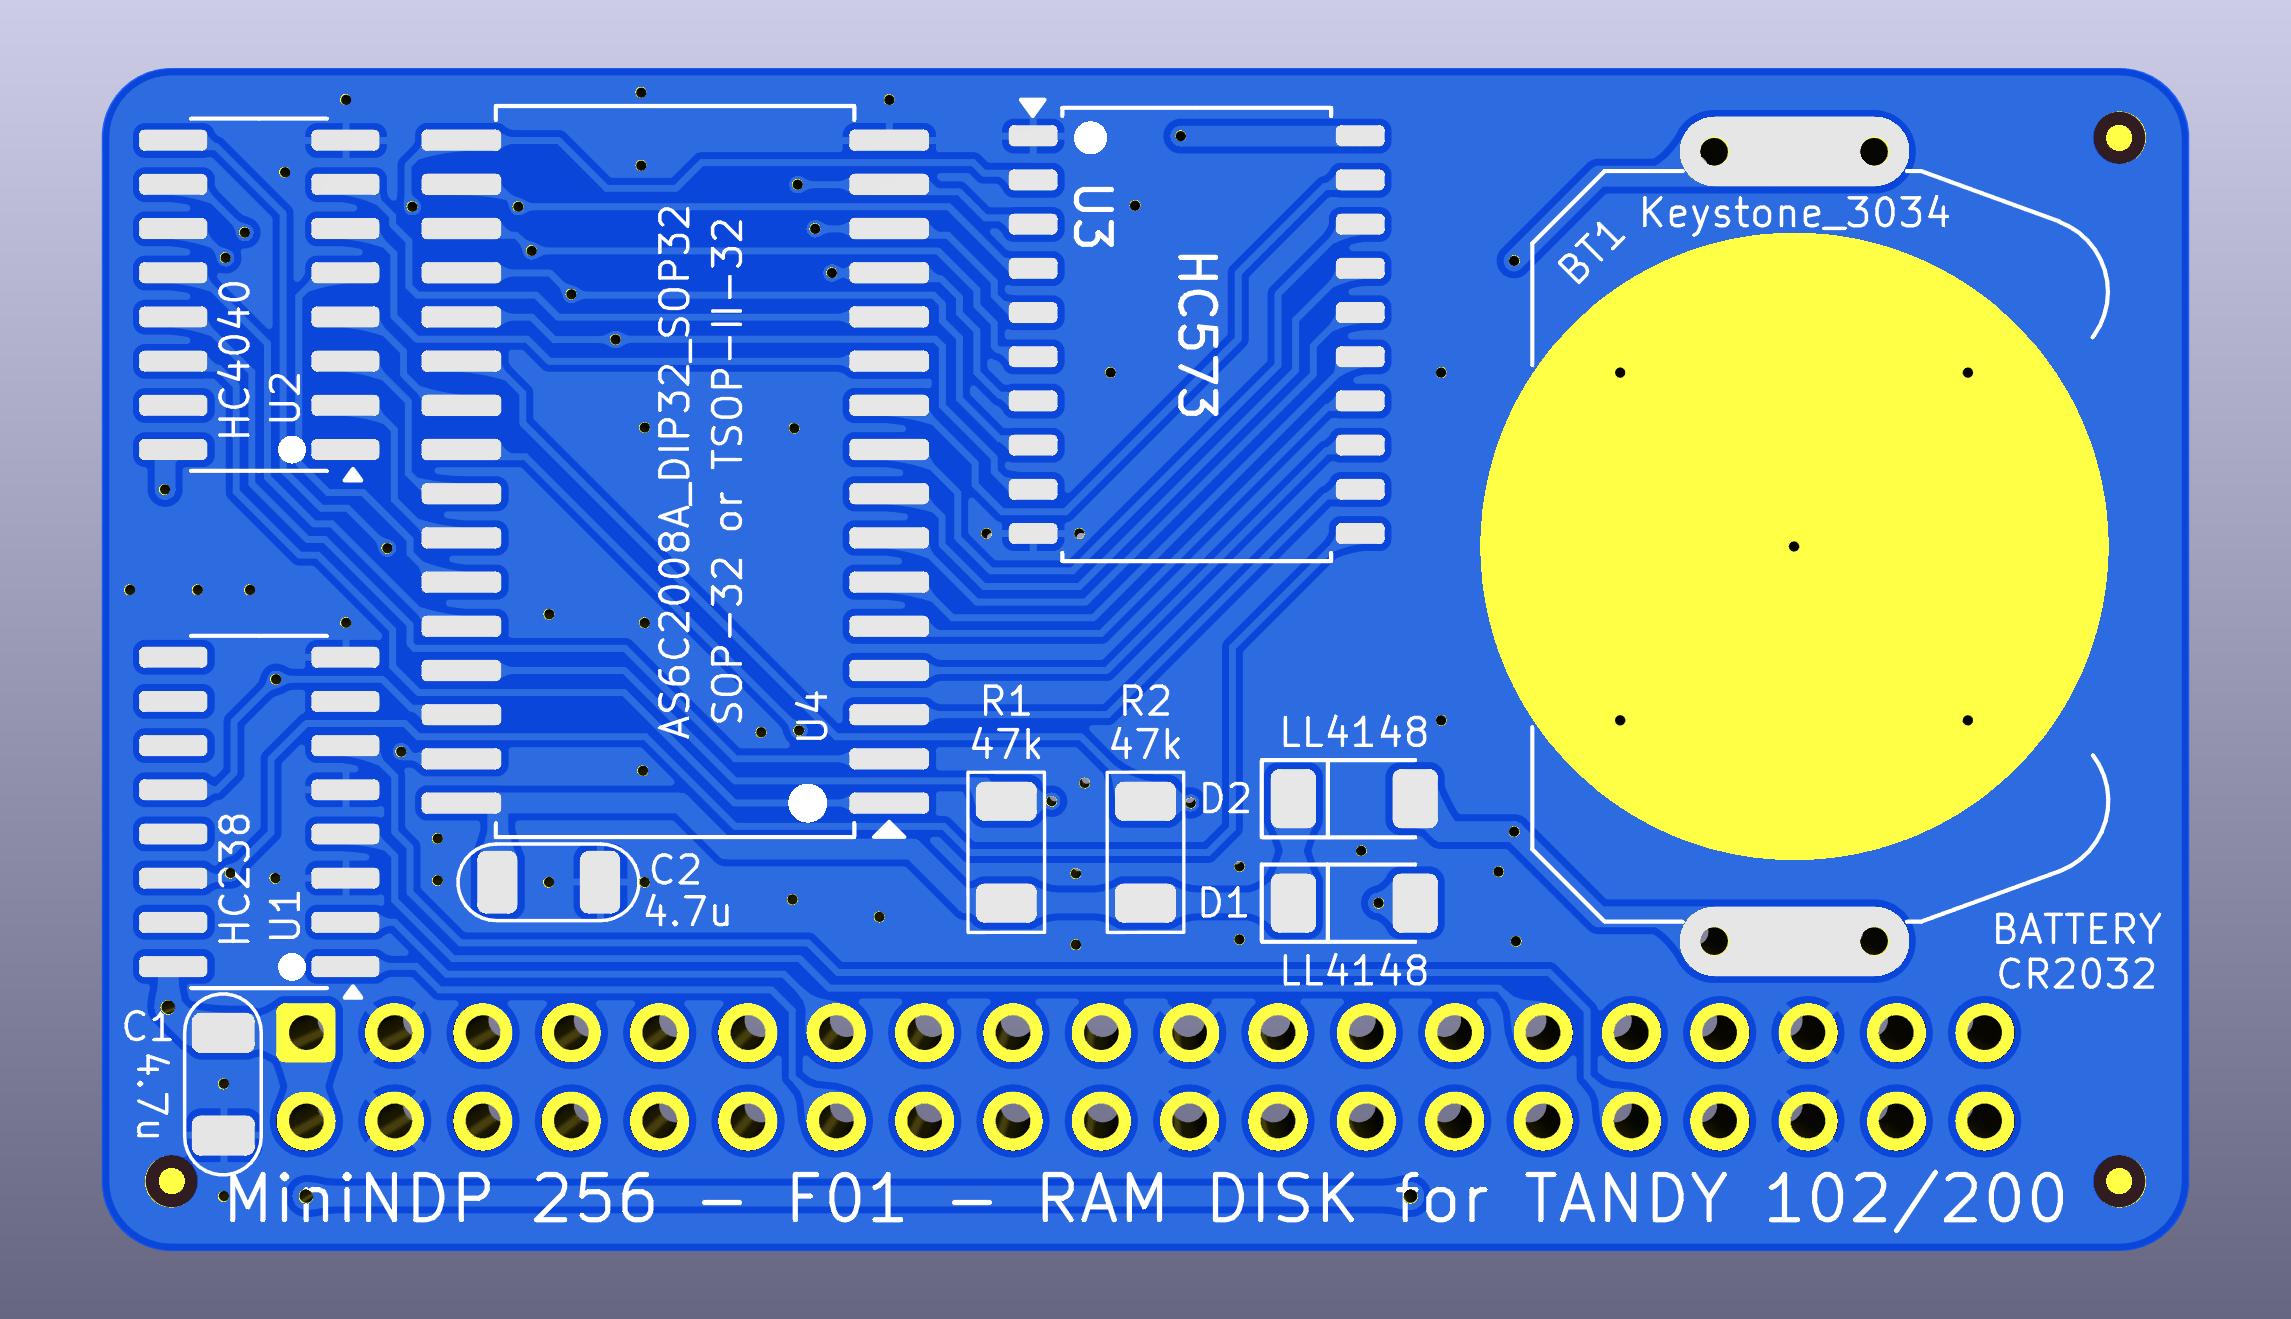 HC4040
U2
AS6C2008A_DIP32_SOP32
SOP-32 or TSOP-II-32
U4
U3
HC573
Keystone_3034
BT1
R1
47k
R2
47k
LL4148
D2
D1
LL4148
HC238
U1
C2
4.7u
BATTERY
CR2032
C1
4.7u
MiniNDP 256 - F01 - RAM DISK for TANDY 102/200